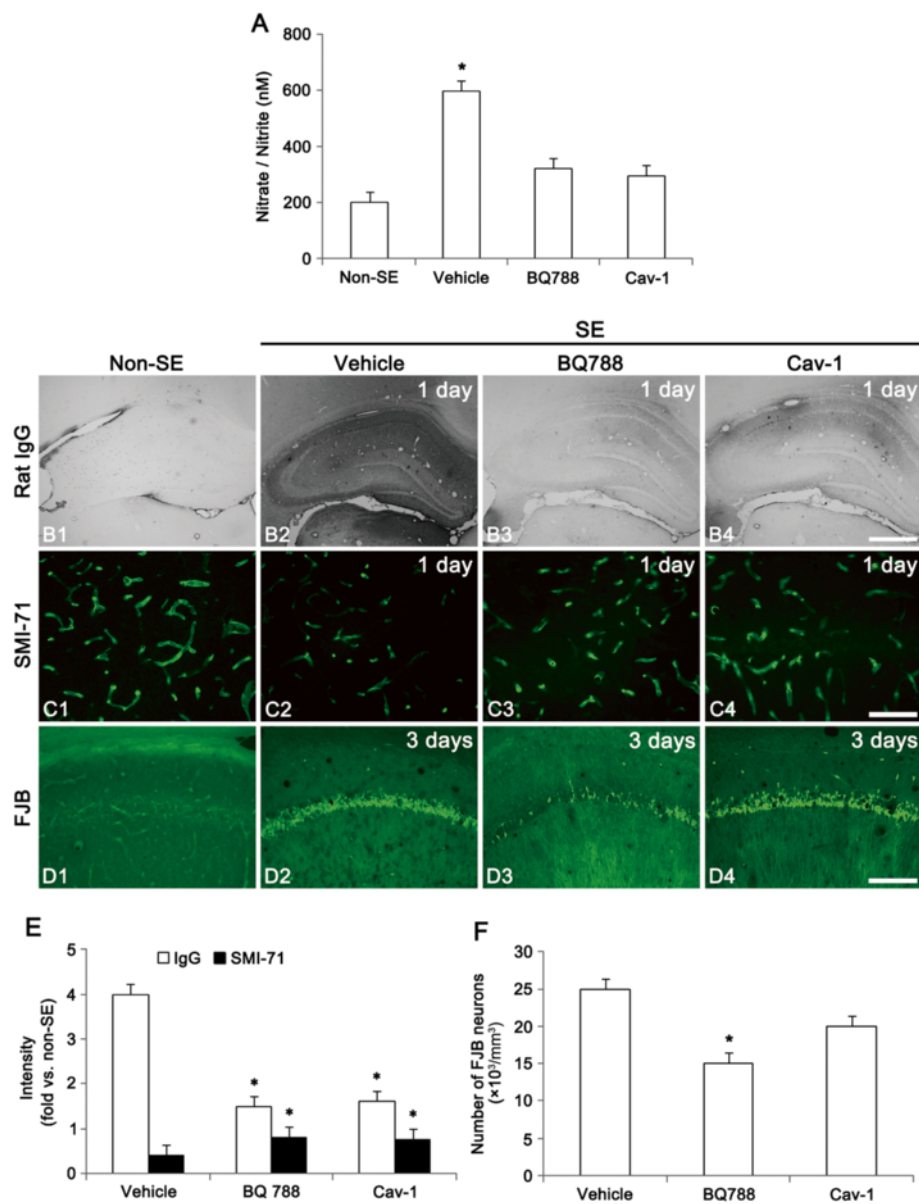 A
800
600
400
200
0
Nitrate / Nitrite (nM)
*
Non-SE Vehicle BQ788 Cav-1
SE
Non-SE Vehicle BQ788 Cav-1
Rat IgG
1 day 1 day 1 day
B1 B2 B3 B4
SMI-71
1 day 1 day 1 day
C1 C2 C3 C4
FJB
3 days 3 days 3 days
D1 D2 D3 D4
E
IgG SMI-71
5
4
3
2
1
0
Intensity
(fold vs. non-SE)
* * * *
Vehicle BQ 788 Cav-1
F
30
25
20
15
10
5
0
Number of FJB neurons
(×10³/mm³)
*
Vehicle BQ788 Cav-1